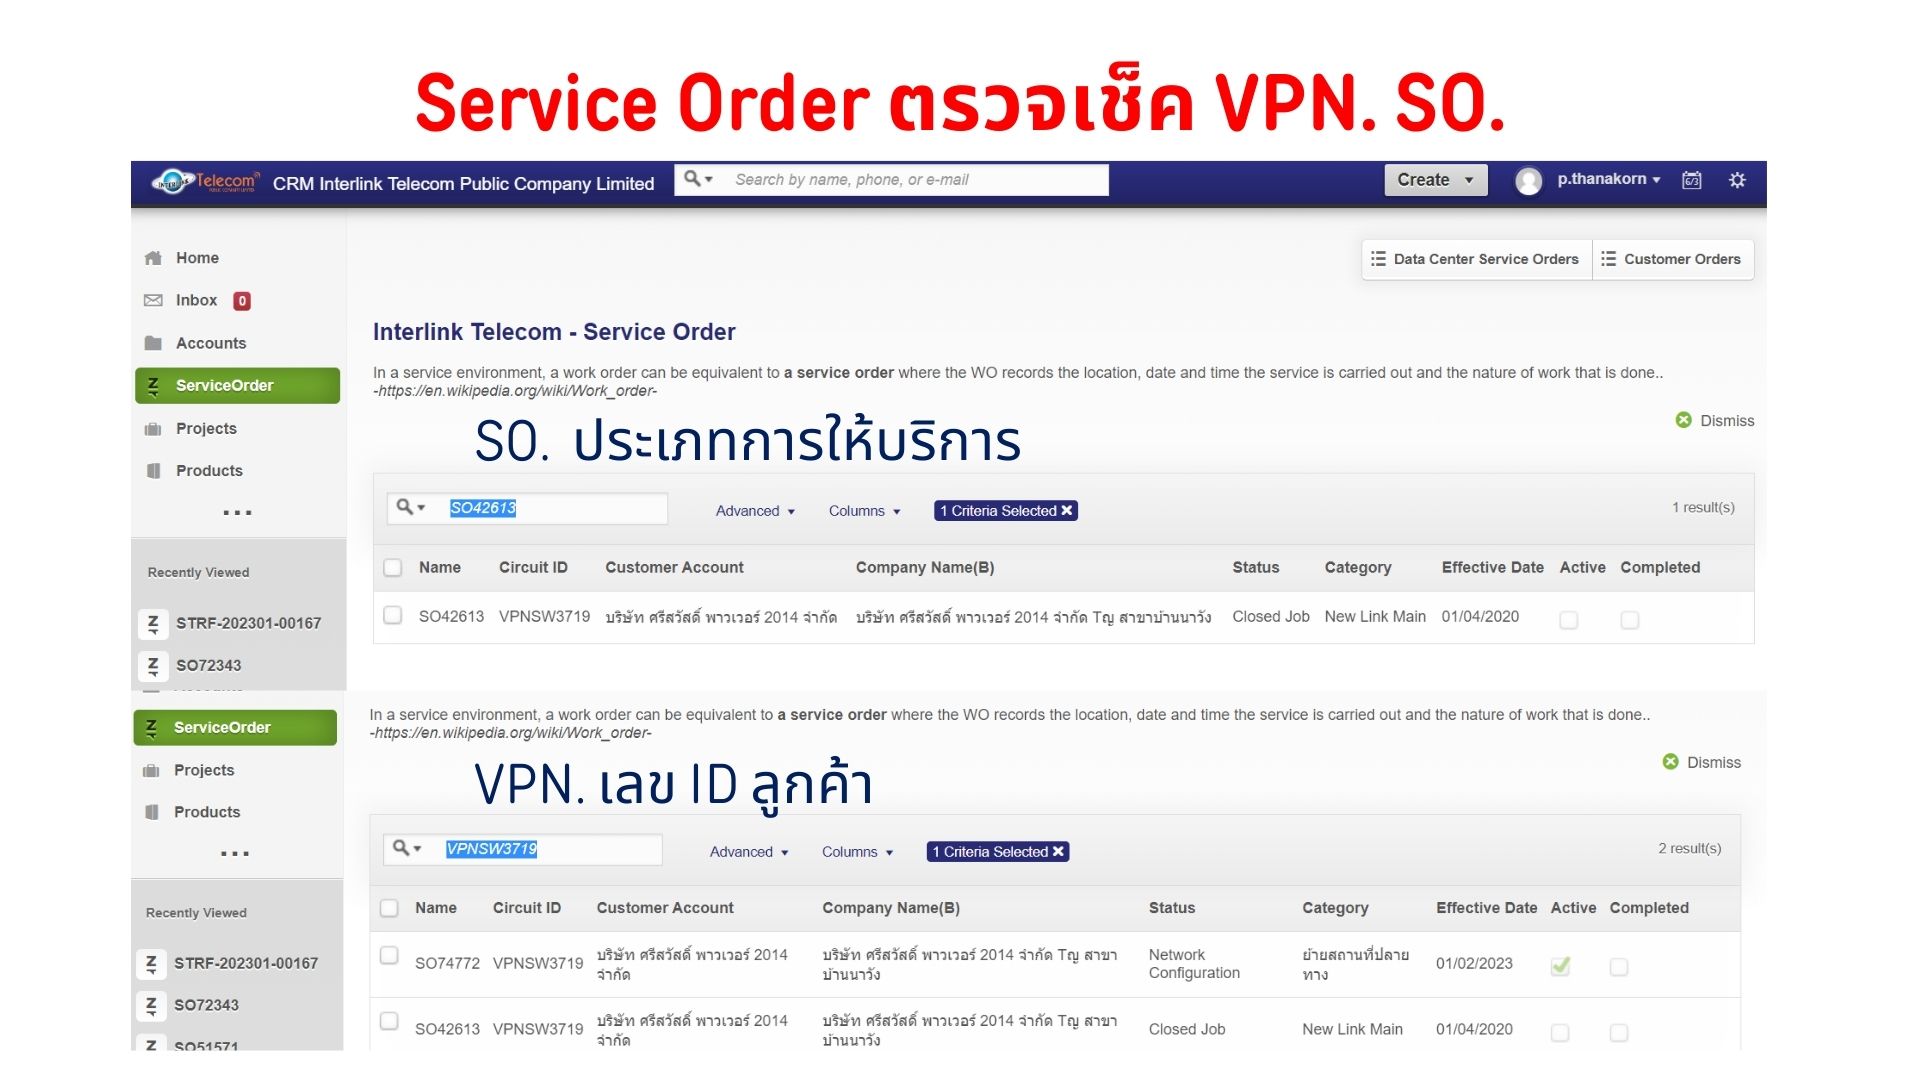 Service Order ตรวจเช็ค VPN. SO.
INTERLINK Telecom CRM Interlink Telecom Public Company Limited Search by name, phone, or e-mail Create p.thanakorn 6/3
Home
Inbox 0
Accounts
ServiceOrder
Projects
Products
...
Recently Viewed
STRF-202301-00167
SO72343
Data Center Service Orders Customer Orders
Interlink Telecom - Service Order
In a service environment, a work order can be equivalent to a service order where the WO records the location, date and time the service is carried out and the nature of work that is done..
-https://en.wikipedia.org/wiki/Work_order-
Dismiss
SO. ประเภทการให้บริการ
SO42613 Advanced Columns 1 Criteria Selected 1 result(s)
Name Circuit ID Customer Account Company Name(B) Status Category Effective Date Active Completed
SO42613 VPNSW3719 บริษัท ศรีสวัสดิ์ พาวเวอร์ 2014 จำกัด บริษัท ศรีสวัสดิ์ พาวเวอร์ 2014 จำกัด Tญ สาขาบ้านนาวัง Closed Job New Link Main 01/04/2020
ServiceOrder
Projects
Products
...
Recently Viewed
STRF-202301-00167
SO72343
SO51571
In a service environment, a work order can be equivalent to a service order where the WO records the location, date and time the service is carried out and the nature of work that is done..
-https://en.wikipedia.org/wiki/Work_order-
Dismiss
VPN. เลข ID ลูกค้า
VPNSW3719 Advanced Columns 1 Criteria Selected 2 result(s)
Name Circuit ID Customer Account Company Name(B) Status Category Effective Date Active Completed
SO74772 VPNSW3719 บริษัท ศรีสวัสดิ์ พาวเวอร์ 2014 จำกัด บริษัท ศรีสวัสดิ์ พาวเวอร์ 2014 จำกัด Tญ สาขาบ้านนาวัง Network Configuration ย้ายสถานที่ปลายทาง 01/02/2023
SO42613 VPNSW3719 บริษัท ศรีสวัสดิ์ พาวเวอร์ 2014 จำกัด บริษัท ศรีสวัสดิ์ พาวเวอร์ 2014 จำกัด Tญ สาขาบ้านนาวัง Closed Job New Link Main 01/04/2020